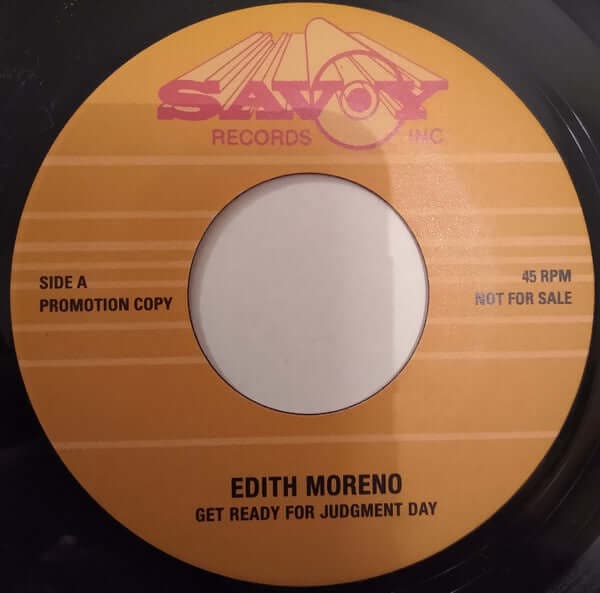 SAVOY
RECORDS INC
SIDE A
PROMOTION COPY
45 RPM
NOT FOR SALE
EDITH MORENO
GET READY FOR JUDGMENT DAY